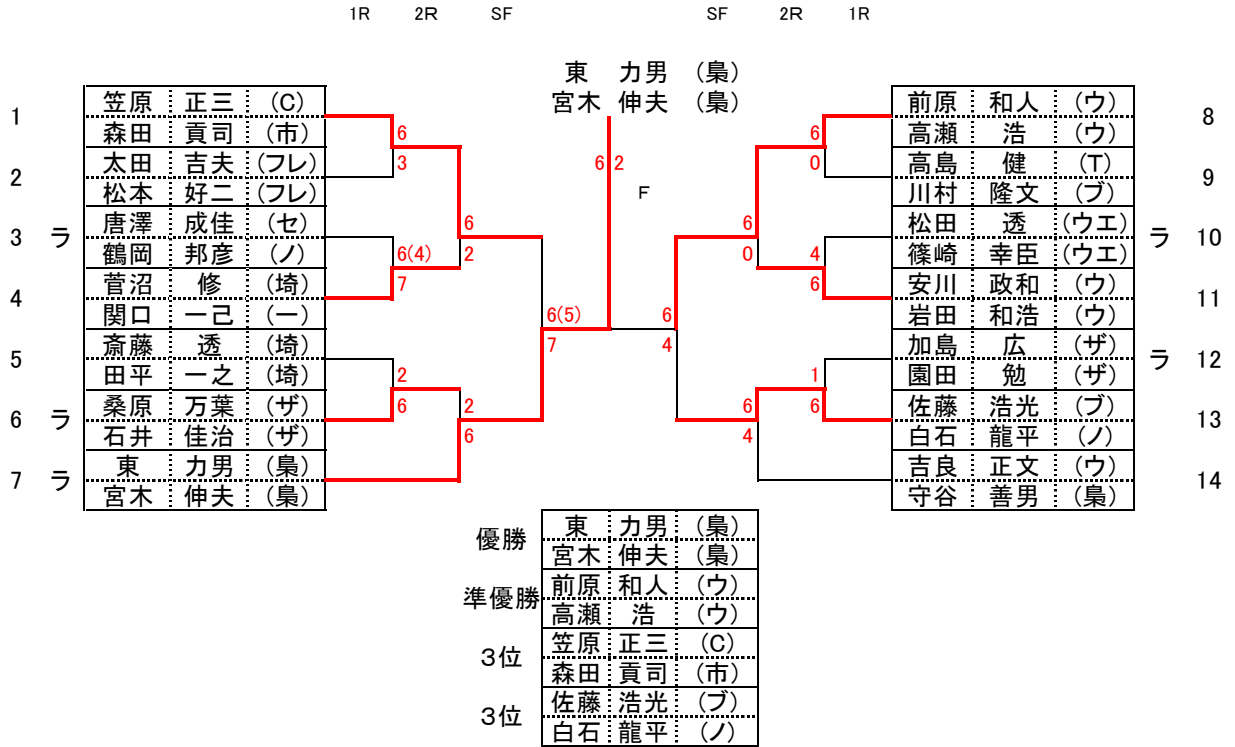 1R 2R SF SF 2R 1R
東 力男 (梟)
宮木 伸夫 (梟)
1 笠原 正三 (C)
森田 貢司 (市)
2 太田 吉夫 (フレ)
松本 好二 (フレ)
3 ラ 唐澤 成佳 (セ)
鶴岡 邦彦 (ノ)
4 菅沼 修 (埼)
関口 一己 (一)
5 斎藤 透 (埼)
田平 一之 (埼)
6 ラ 桑原 万葉 (ザ)
石井 佳治 (ザ)
7 ラ 東 力男 (梟)
宮木 伸夫 (梟)
6
3
6(4)
7
2
6
6
2
2
6
6(5)
7
6 2
F
6
4
6
0
6
4
6
0
4
6
1
6
前原 和人 (ウ) 8
高瀬 浩 (ウ)
高島 健 (T) 9
川村 隆文 (ブ)
松田 透 (ウエ) ラ 10
篠崎 幸臣 (ウエ)
安川 政和 (ウ) 11
岩田 和浩 (ウ)
加島 広 (ザ) ラ 12
園田 勉 (ザ)
佐藤 浩光 (ブ) 13
白石 龍平 (ノ)
吉良 正文 (ウ) 14
守谷 善男 (梟)
優勝 東 力男 (梟)
宮木 伸夫 (梟)
準優勝 前原 和人 (ウ)
高瀬 浩 (ウ)
3位 笠原 正三 (C)
森田 貢司 (市)
3位 佐藤 浩光 (ブ)
白石 龍平 (ノ)